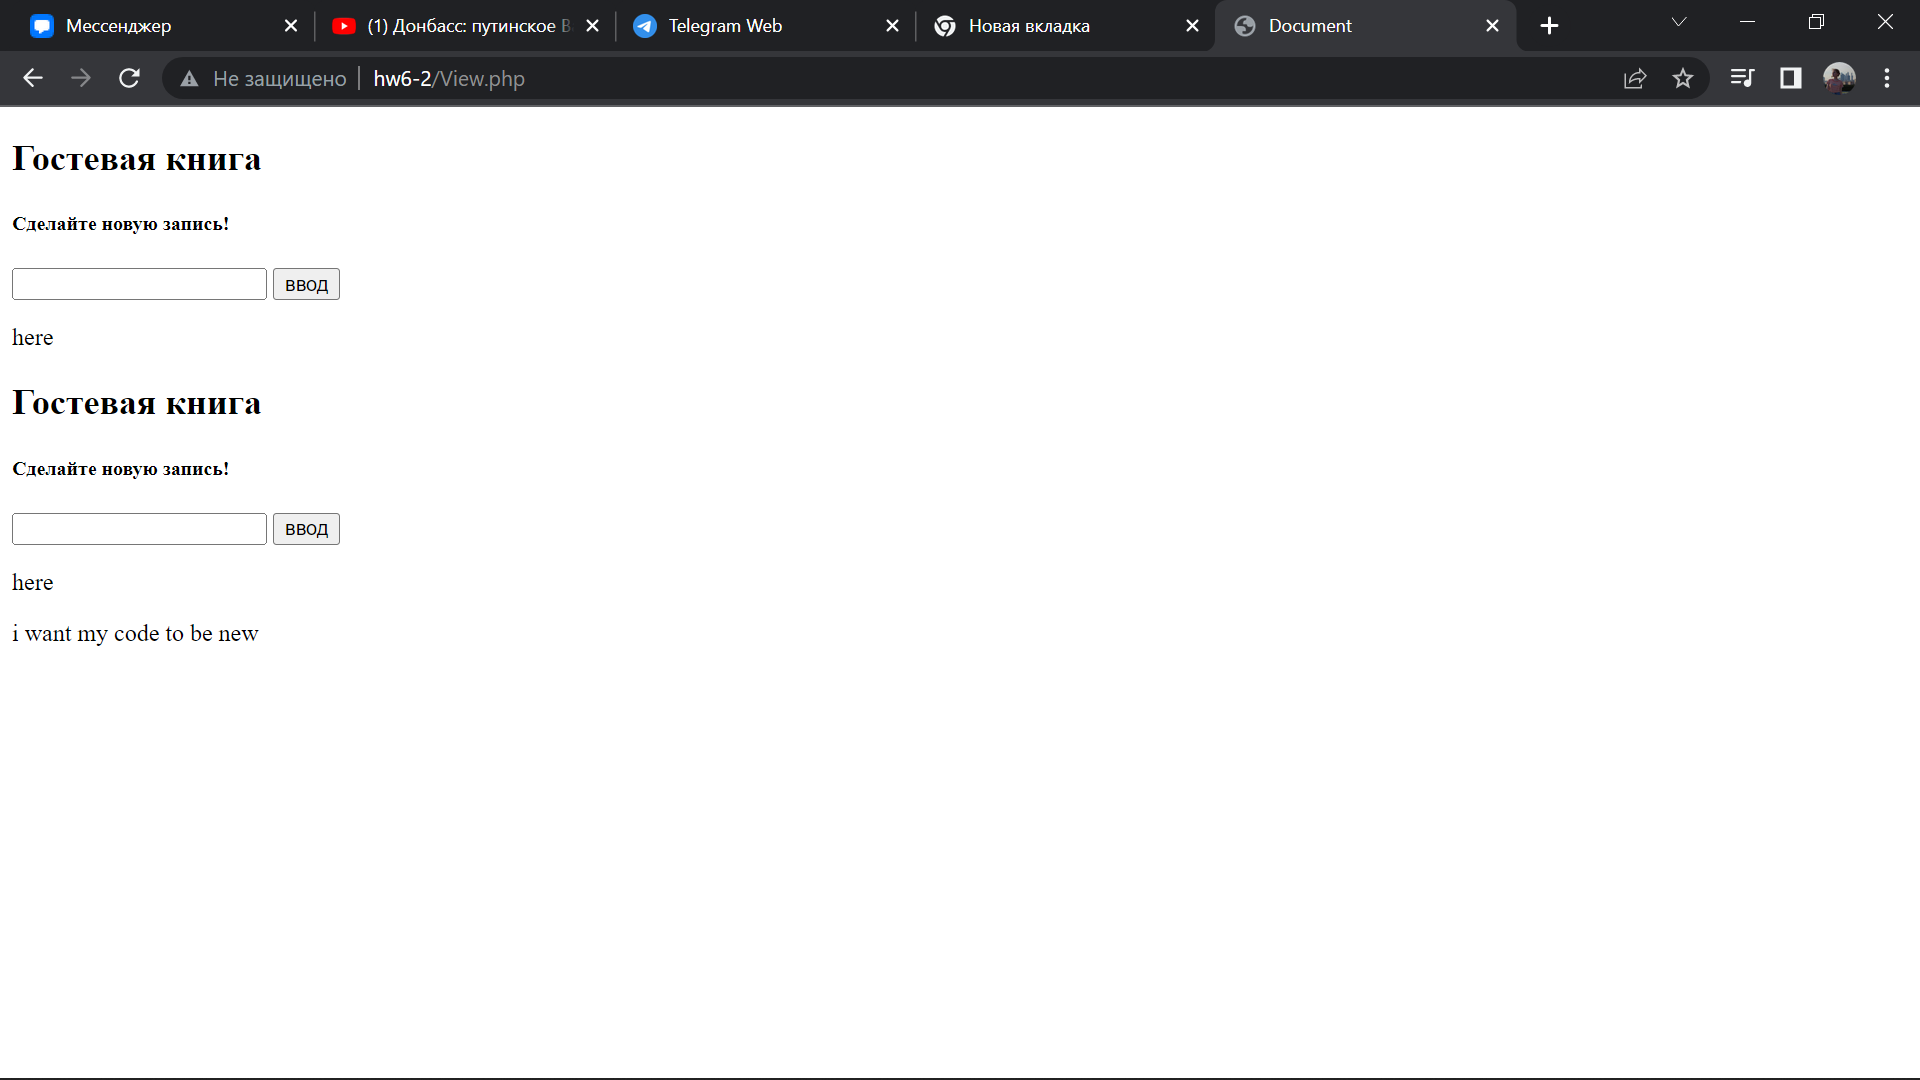 Мессенджер
(1) Донбасс: путинское
Telegram Web
Новая вкладка
Document
Не защищено
hw6-2/View.php
Гостевая книга
Сделайте новую запись!
ввод
here
Гостевая книга
Сделайте новую запись!
ввод
here
i want my code to be new